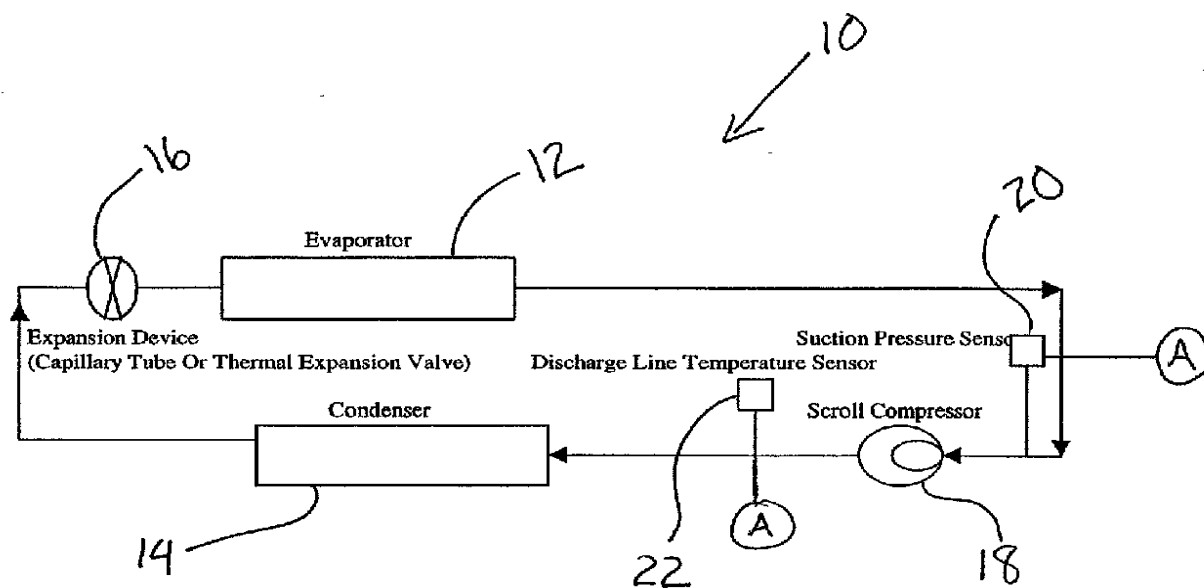 10
16
12
20
Evaporator
Expansion Device
(Capillary Tube Or Thermal Expansion Valve)
Suction Pressure Sensor
Discharge Line Temperature Sensor
A
Condenser
Scroll Compressor
14
A
22
18